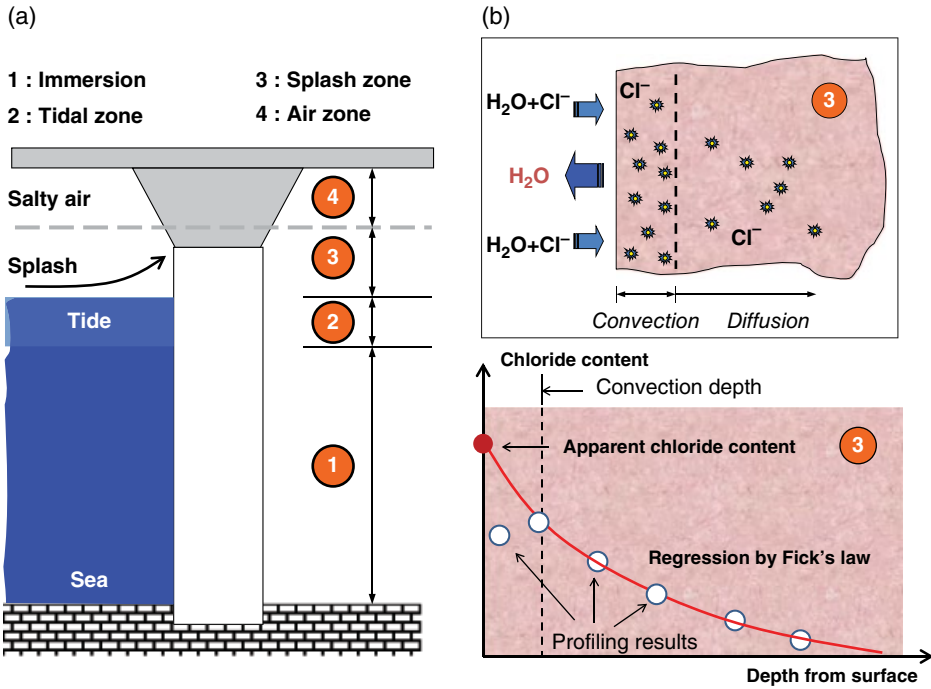 (a)
1 : Immersion
2 : Tidal zone
3 : Splash zone
4 : Air zone
Salty air
4
Splash
3
Tide
2
1
Sea
(b)
H₂O+Cl⁻
Cl⁻
3
H₂O
H₂O+Cl⁻
Cl⁻
Convection
Diffusion
Chloride content
Convection depth
Apparent chloride content
3
Regression by Fick's law
Profiling results
Depth from surface